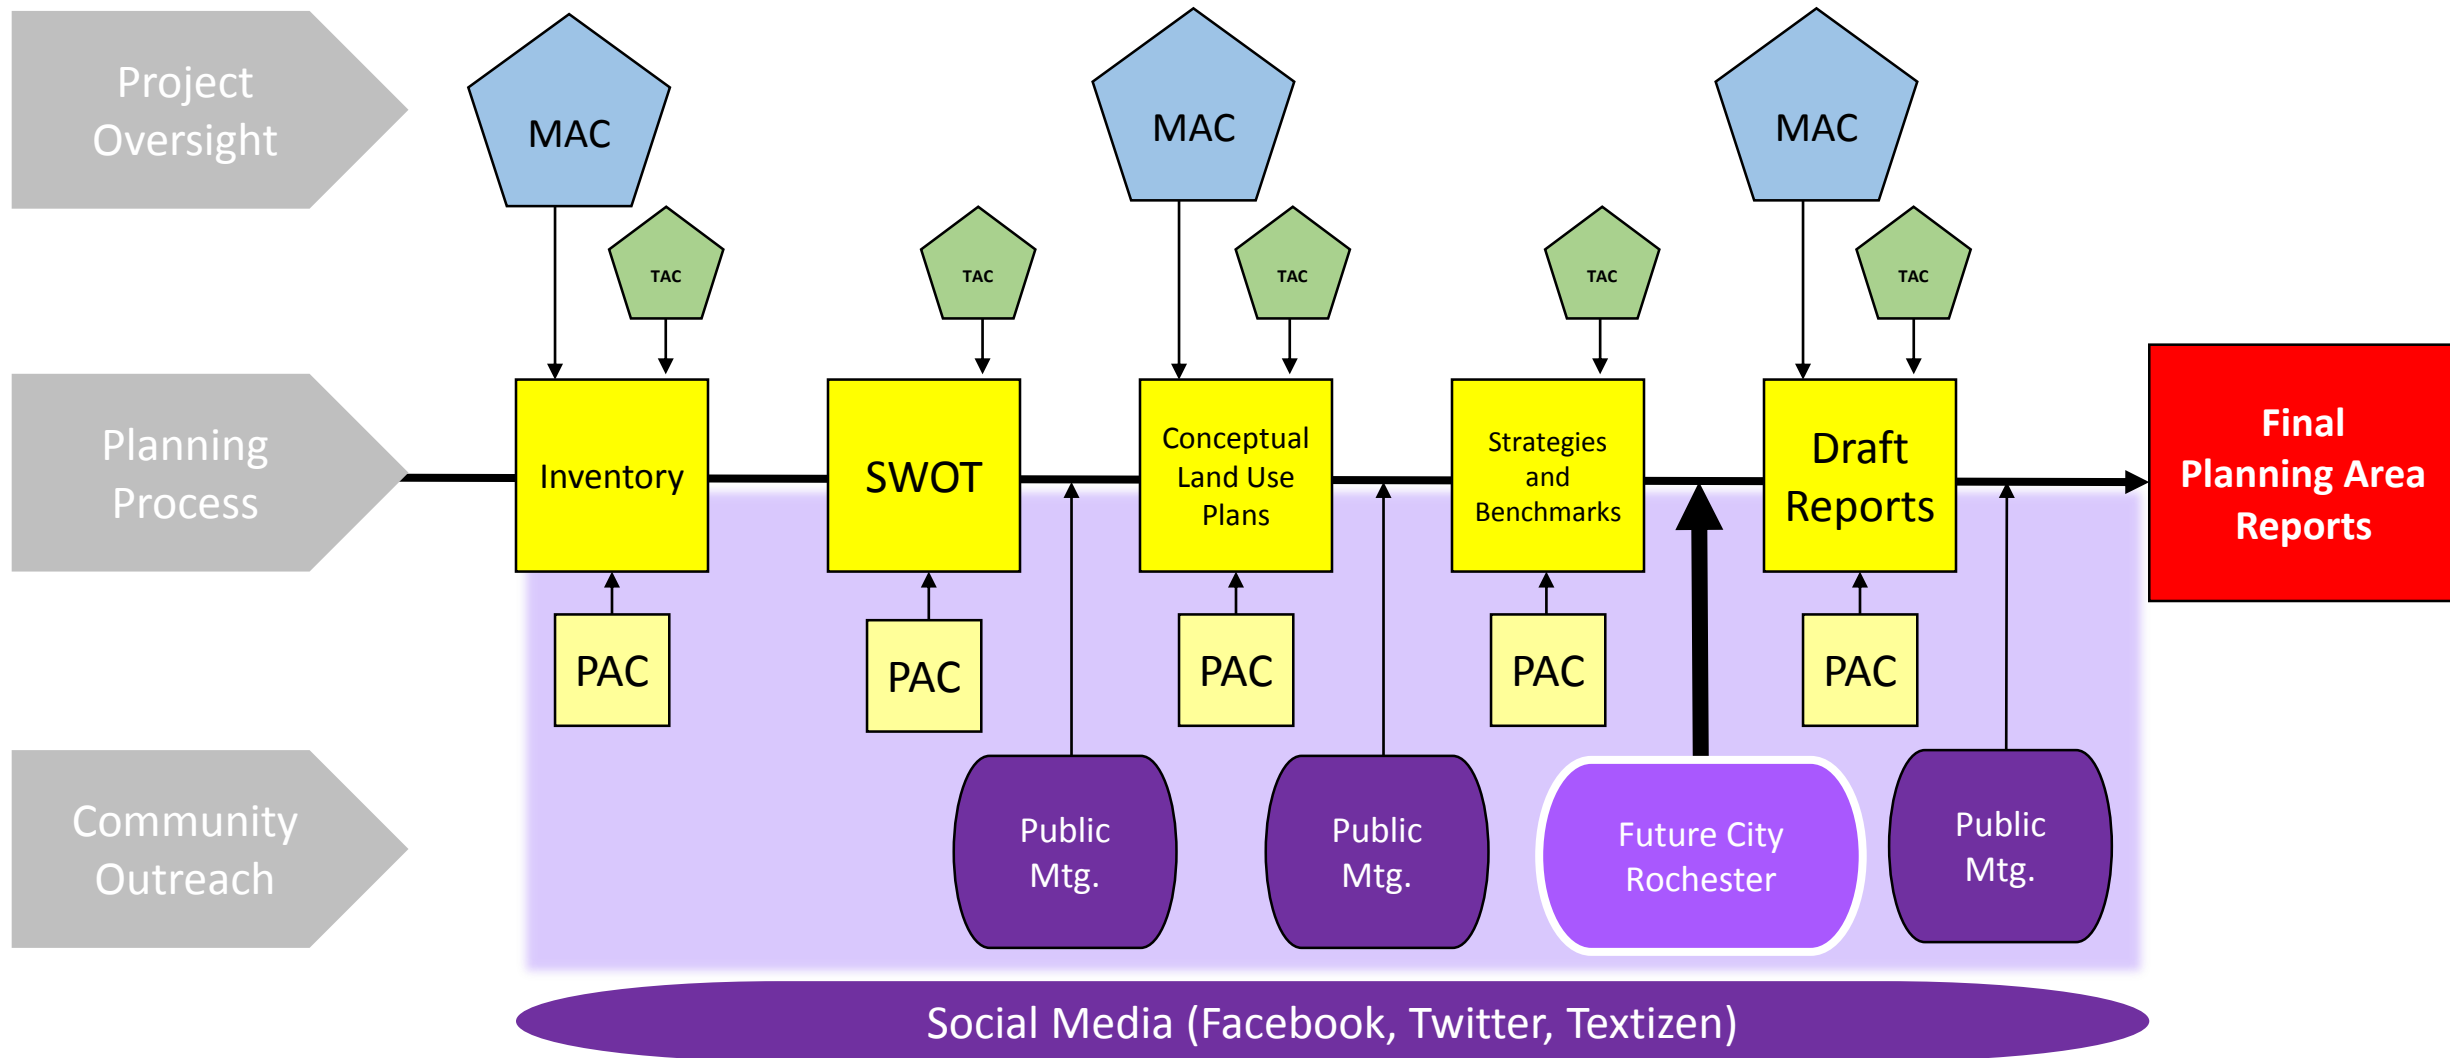 Project
Oversight
MAC
MAC
MAC
TAC
TAC
TAC
TAC
TAC
Planning
Process
Inventory
SWOT
Conceptual
Land Use
Plans
Strategies
and
Benchmarks
Draft
Reports
Final
Planning Area
Reports
PAC
PAC
PAC
PAC
PAC
Community
Outreach
Public
Mtg.
Public
Mtg.
Future City
Rochester
Public
Mtg.
Social Media (Facebook, Twitter, Textizen)